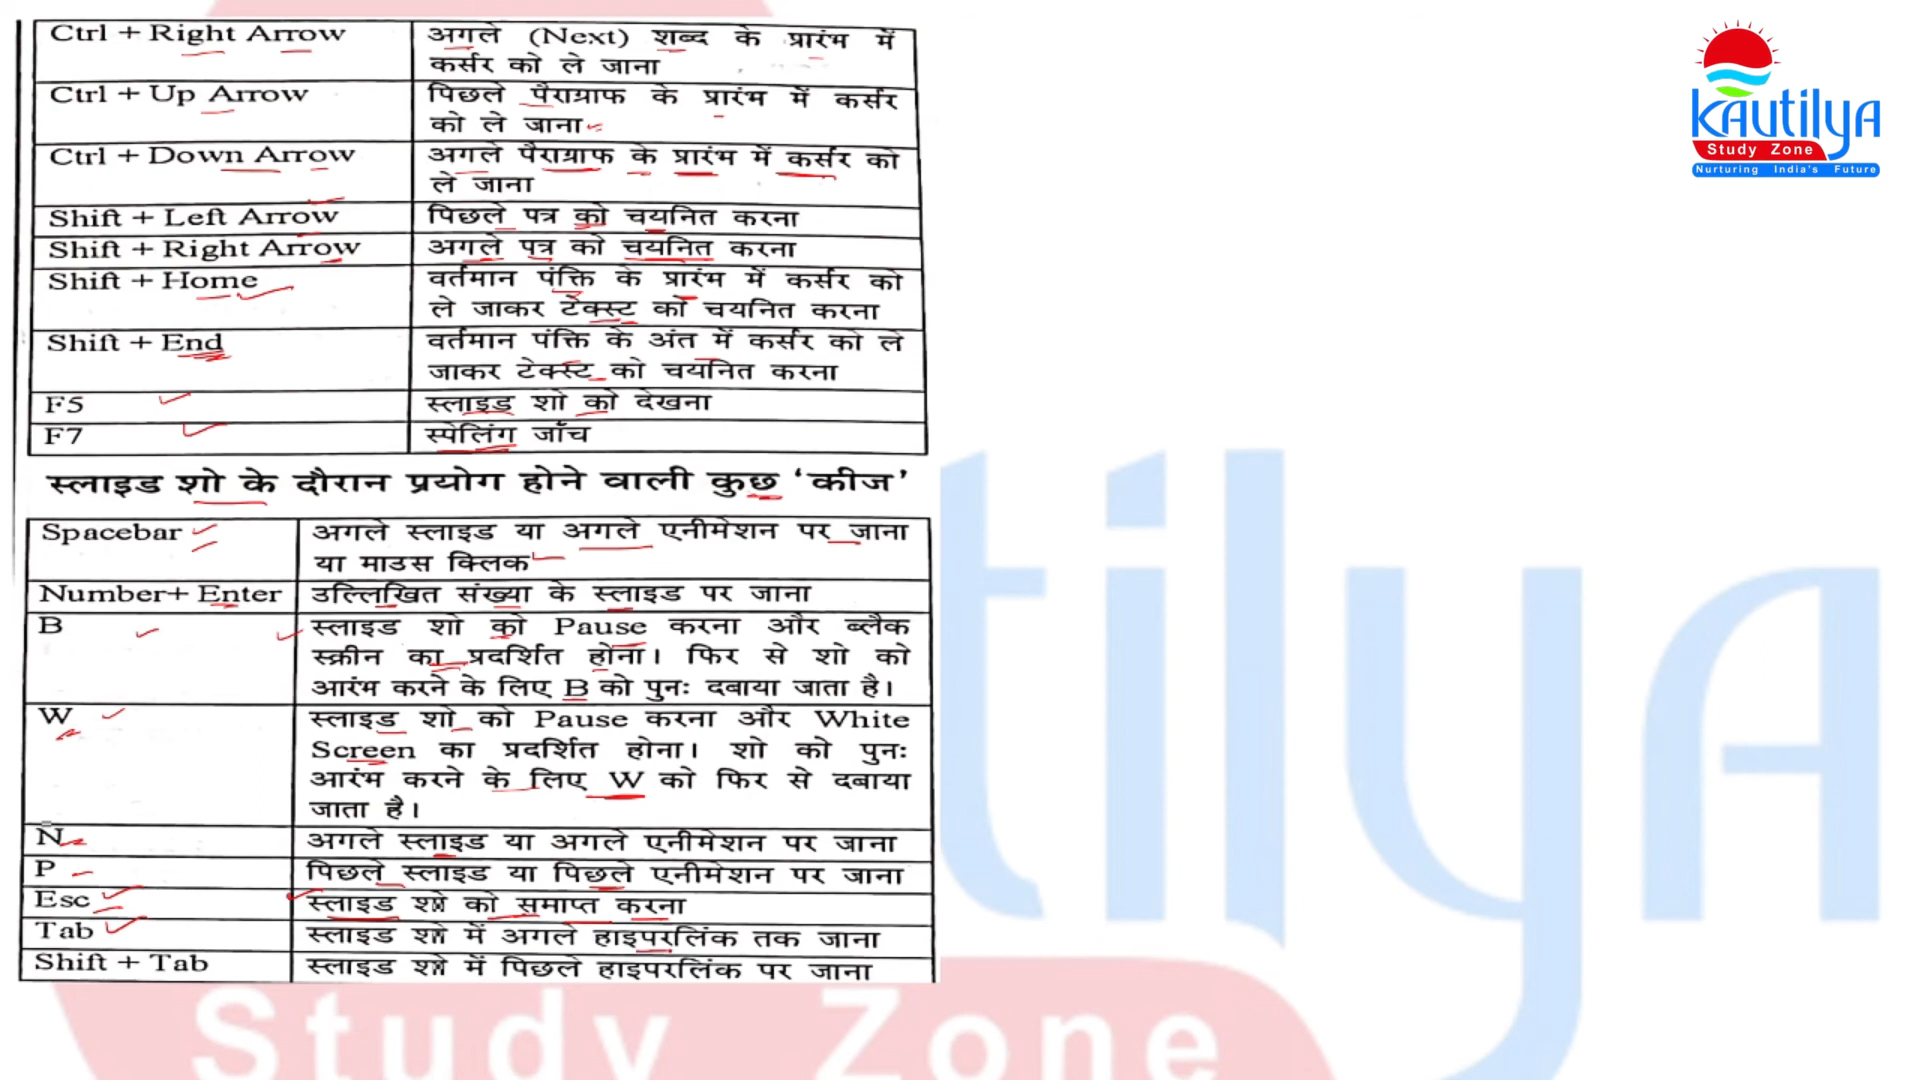 Ctrl + Right Arrow
अगले (Next) शब्द के प्रारंभ में
कर्सर को ले जाना
Ctrl + Up Arrow
पिछले पैराग्राफ के प्रारंभ में कर्सर
को ले जाना
Ctrl + Down Arrow
अगले पैराग्राफ के प्रारंभ में कर्सर को
ले जाना
Shift + Left Arrow
पिछले पत्र को चयनित करना
Shift + Right Arrow
अगले पत्र को चयनित करना
Shift + Home
वर्तमान पंक्ति के प्रारंभ में कर्सर को
ले जाकर टेक्स्ट को चयनित करना
Shift + End
वर्तमान पंक्ति के अंत में कर्सर को ले
जाकर टेक्स्ट को चयनित करना
F5
स्लाइड शो को देखना
F7
स्पेलिंग जाँच
स्लाइड शो के दौरान प्रयोग होने वाली कुछ ‘कीज’
Spacebar
अगले स्लाइड या अगले एनीमेशन पर जाना
या माउस क्लिक
Number+ Enter
उल्लिखित संख्या के स्लाइड पर जाना
B
स्लाइड शो को Pause करना और ब्लैक
स्क्रीन का प्रदर्शित होना। फिर से शो को
आरंभ करने के लिए B को पुनः दबाया जाता है।
W
स्लाइड शो को Pause करना और White
Screen का प्रदर्शित होना। शो को पुनः
आरंभ करने के लिए W को फिर से दबाया
जाता है।
N
अगले स्लाइड या अगले एनीमेशन पर जाना
P
पिछले स्लाइड या पिछले एनीमेशन पर जाना
Esc
स्लाइड शो को समाप्त करना
Tab
स्लाइड शो में अगले हाइपरलिंक तक जाना
Shift + Tab
स्लाइड शो में पिछले हाइपरलिंक पर जाना
Kautilya
Study Zone
Nurturing India's Future
tilyA
Study Zone